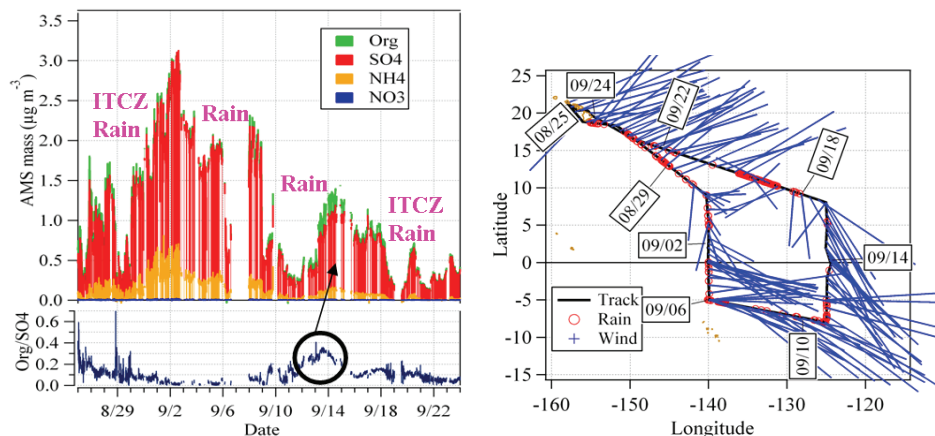 Org
SO4
NH4
NO3
ITCZ
Rain
Rain
Rain
ITCZ
Rain
AMS mass (µg m⁻³)
3.5
3.0
2.5
2.0
1.5
1.0
0.5
0.0
Org/SO4
0.6
0.4
0.2
0.0
8/29
9/2
9/6
9/10
9/14
9/18
9/22
Date
Latitude
25
20
15
10
5
0
-5
-10
-15
09/24
08/25
09/22
09/18
08/29
09/02
09/14
09/06
09/10
Track
Rain
Wind
-160
-150
-140
-130
-120
Longitude